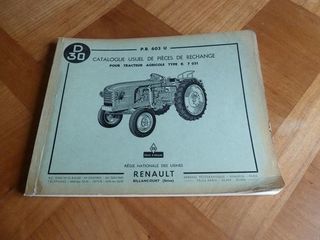 D
30
P.R. 603 U
CATALOGUE USUEL DE PIÈCES DE RECHANGE
POUR TRACTEUR AGRICOLE TYPE R. 7 051
RÉGIE NATIONALE DES USINES
RENAULT
BILLANCOURT (Seine)